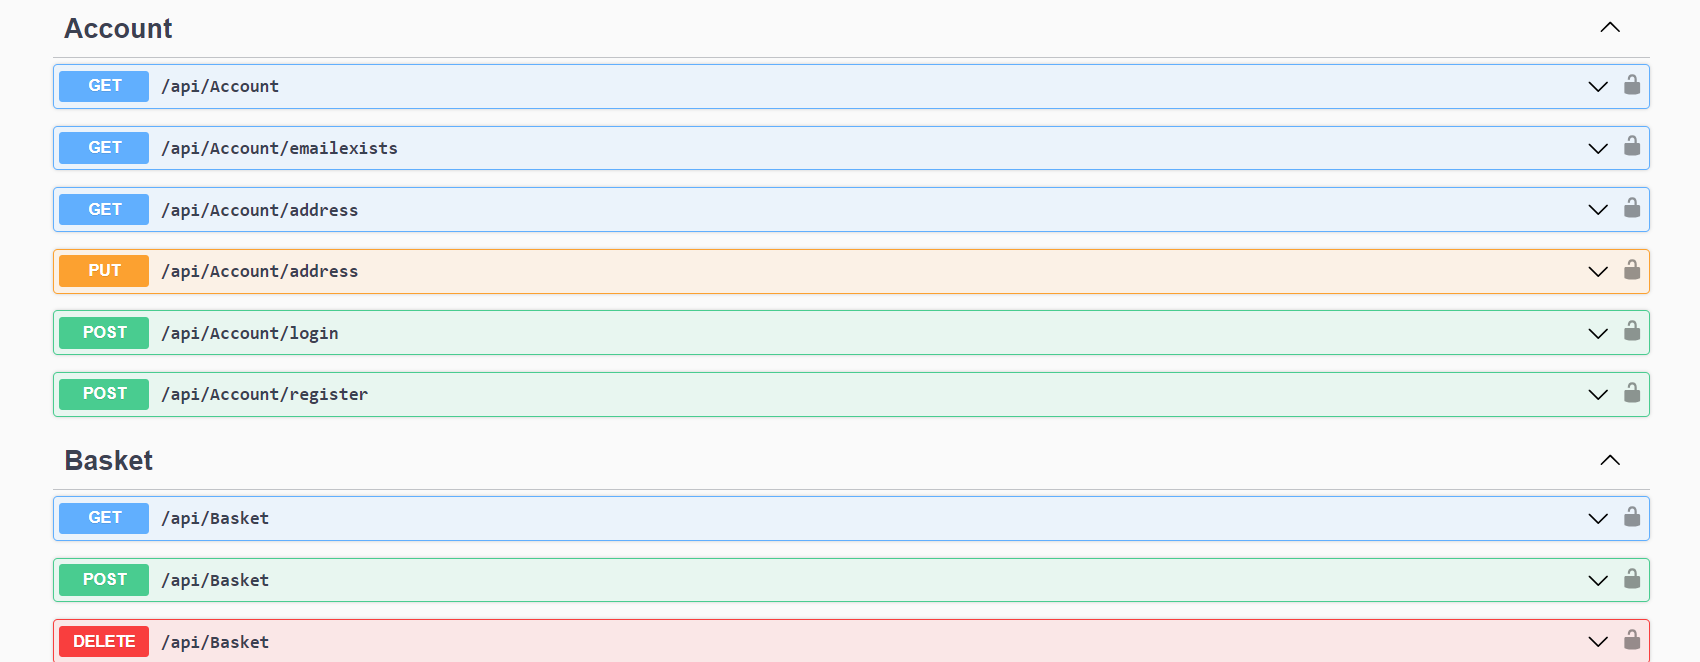 Account
GET /api/Account
GET /api/Account/emailexists
GET /api/Account/address
PUT /api/Account/address
POST /api/Account/login
POST /api/Account/register
Basket
GET /api/Basket
POST /api/Basket
DELETE /api/Basket